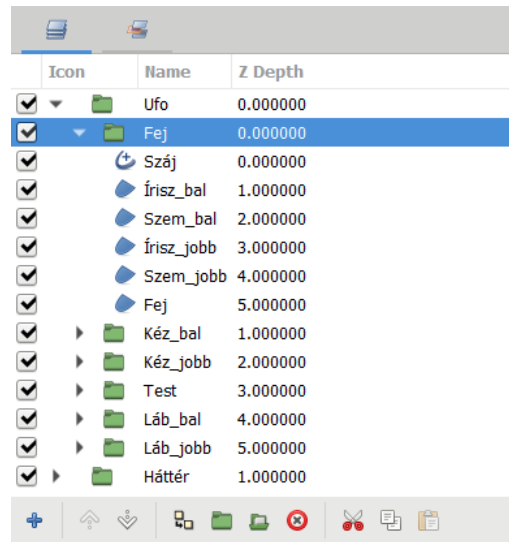 Icon Name Z Depth
Ufo 0.000000
Fej 0.000000
Száj 0.000000
Írisz_bal 1.000000
Szem_bal 2.000000
Írisz_jobb 3.000000
Szem_jobb 4.000000
Fej 5.000000
Kéz_bal 1.000000
Kéz_jobb 2.000000
Test 3.000000
Láb_bal 4.000000
Láb_jobb 5.000000
Háttér 1.000000